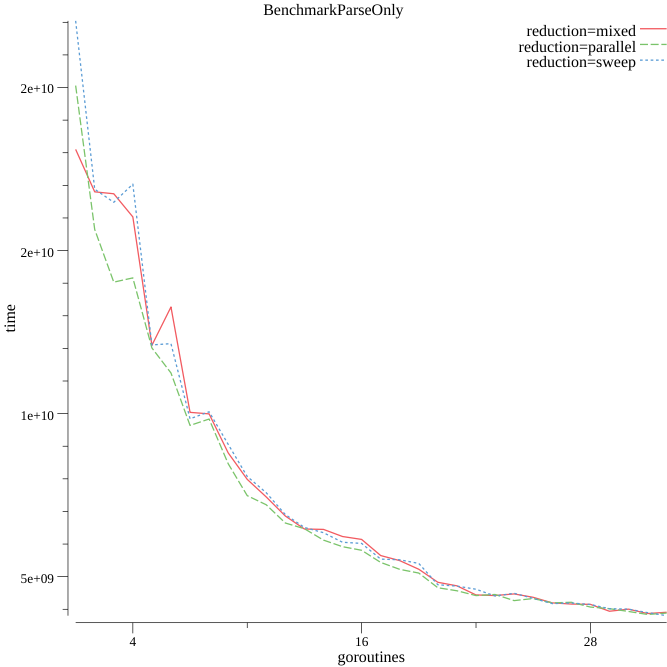 BenchmarkParseOnly
reduction=mixed
reduction=parallel
reduction=sweep
2e+10
2e+10
1e+10
5e+09
time
4
16
28
goroutines